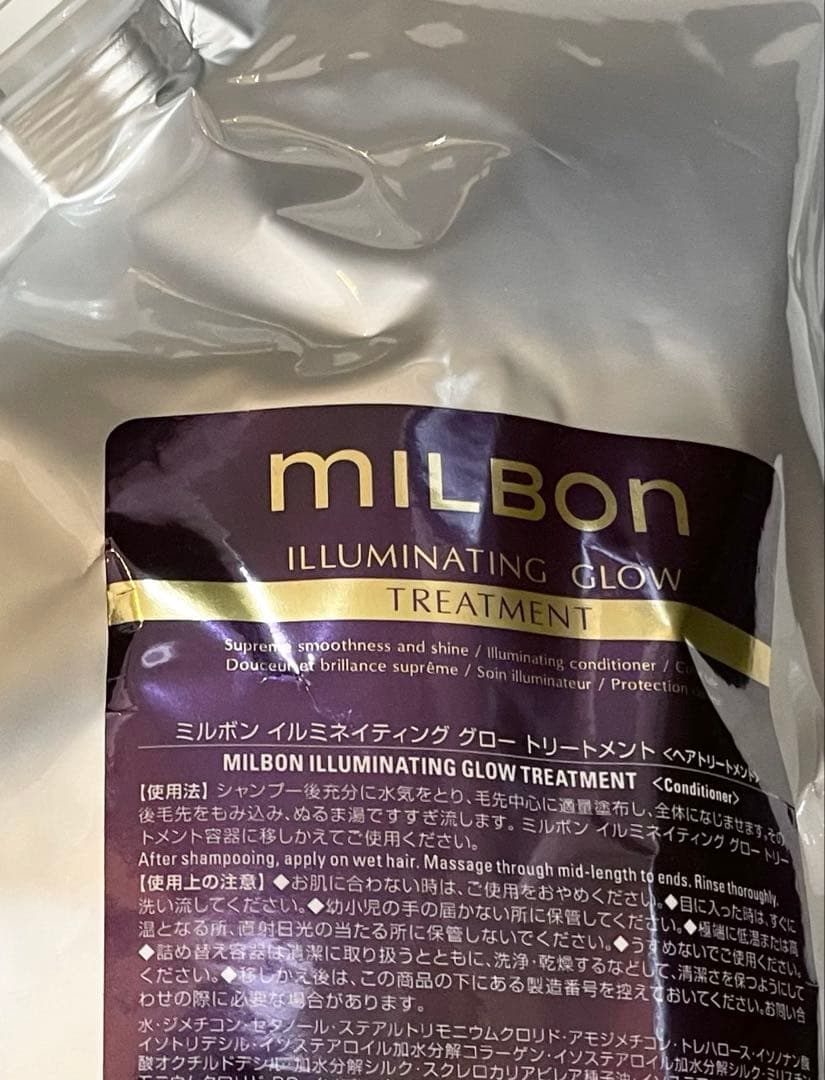 MILBON
ILLUMINATING GLOW
TREATMENT
Supreme smoothness and shine / Illuminating conditioner /
Douceur et brillance suprême / Soin illuminateur / Protection
ミルボン イルミネイティング グロー トリートメント <ヘアトリートメント>
MILBON ILLUMINATING GLOW TREATMENT <Conditioner>
【使用法】シャンプー後充分に水気をとり、毛先中心に適量塗布し、全体になじませます。その
後毛先をもみ込み、ぬるま湯ですすぎ流します。ミルボン イルミネイティング グロー トリー
トメント容器に移しかえてご使用ください。
After shampooing, apply on wet hair. Massage through mid-length to ends. Rinse thoroughly.
【使用上の注意】◆お肌に合わない時は、ご使用をおやめください。◆目に入った時は、すぐに
洗い流してください。◆幼小児の手の届かない所に保管してください。◆極端に低温または高
温となる所、直射日光の当たる所に保管しないでください。◆うすめないでご使用ください。
◆詰め替え容器は清潔に取り扱うとともに、洗浄・乾燥するなどして、清潔さを保つようにして
ください。◆移しかえ後は、この商品の下にある製造番号を控えておいてください。お問い合
わせの際に必要な場合があります。
水・ジメチコン・セタノール・ステアルトリモニウムクロリド・アモジメチコン・トレハロース・イソノナン酸
イソトリデシル・イソステアロイル加水分解コラーゲン・イソステアロイル加水分解シルク・ミリスチン
酸オクチルドデシル・加水分解シルク・スクレロカリアビレア種子油・